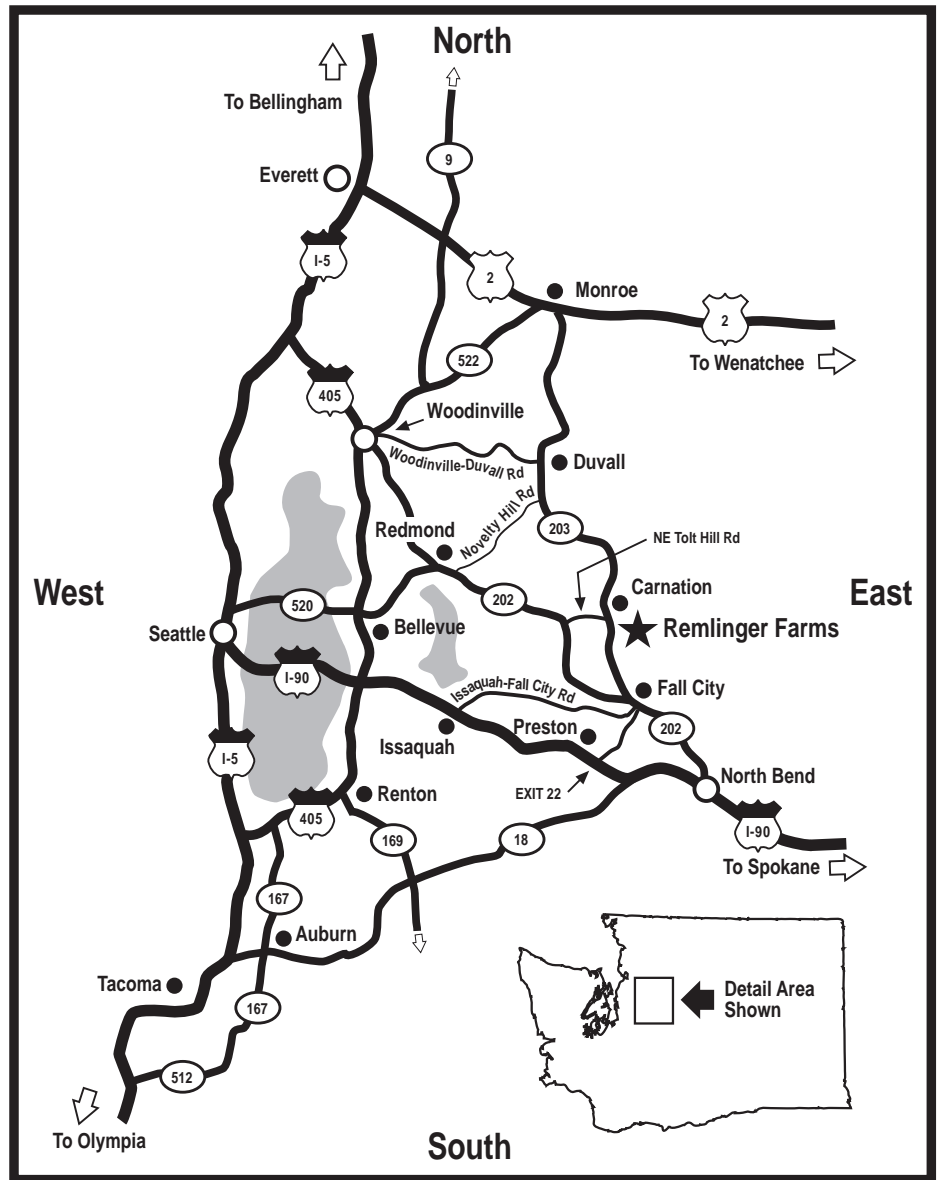 North
To Bellingham
9
Everett
I-5
2
Monroe
2
To Wenatchee
522
405
Woodinville
Woodinville-Duvall Rd
Duvall
Novelty Hill Rd
Redmond
203
NE Tolt Hill Rd
Carnation
West
East
520
202
Seattle
Bellevue
Remlinger Farms
I-90
Issaquah-Fall City Rd
Fall City
Preston
202
Issaquah
I-5
North Bend
EXIT 22
Renton
405
169
18
I-90
To Spokane
167
Auburn
Tacoma
167
Detail Area
Shown
512
To Olympia
South